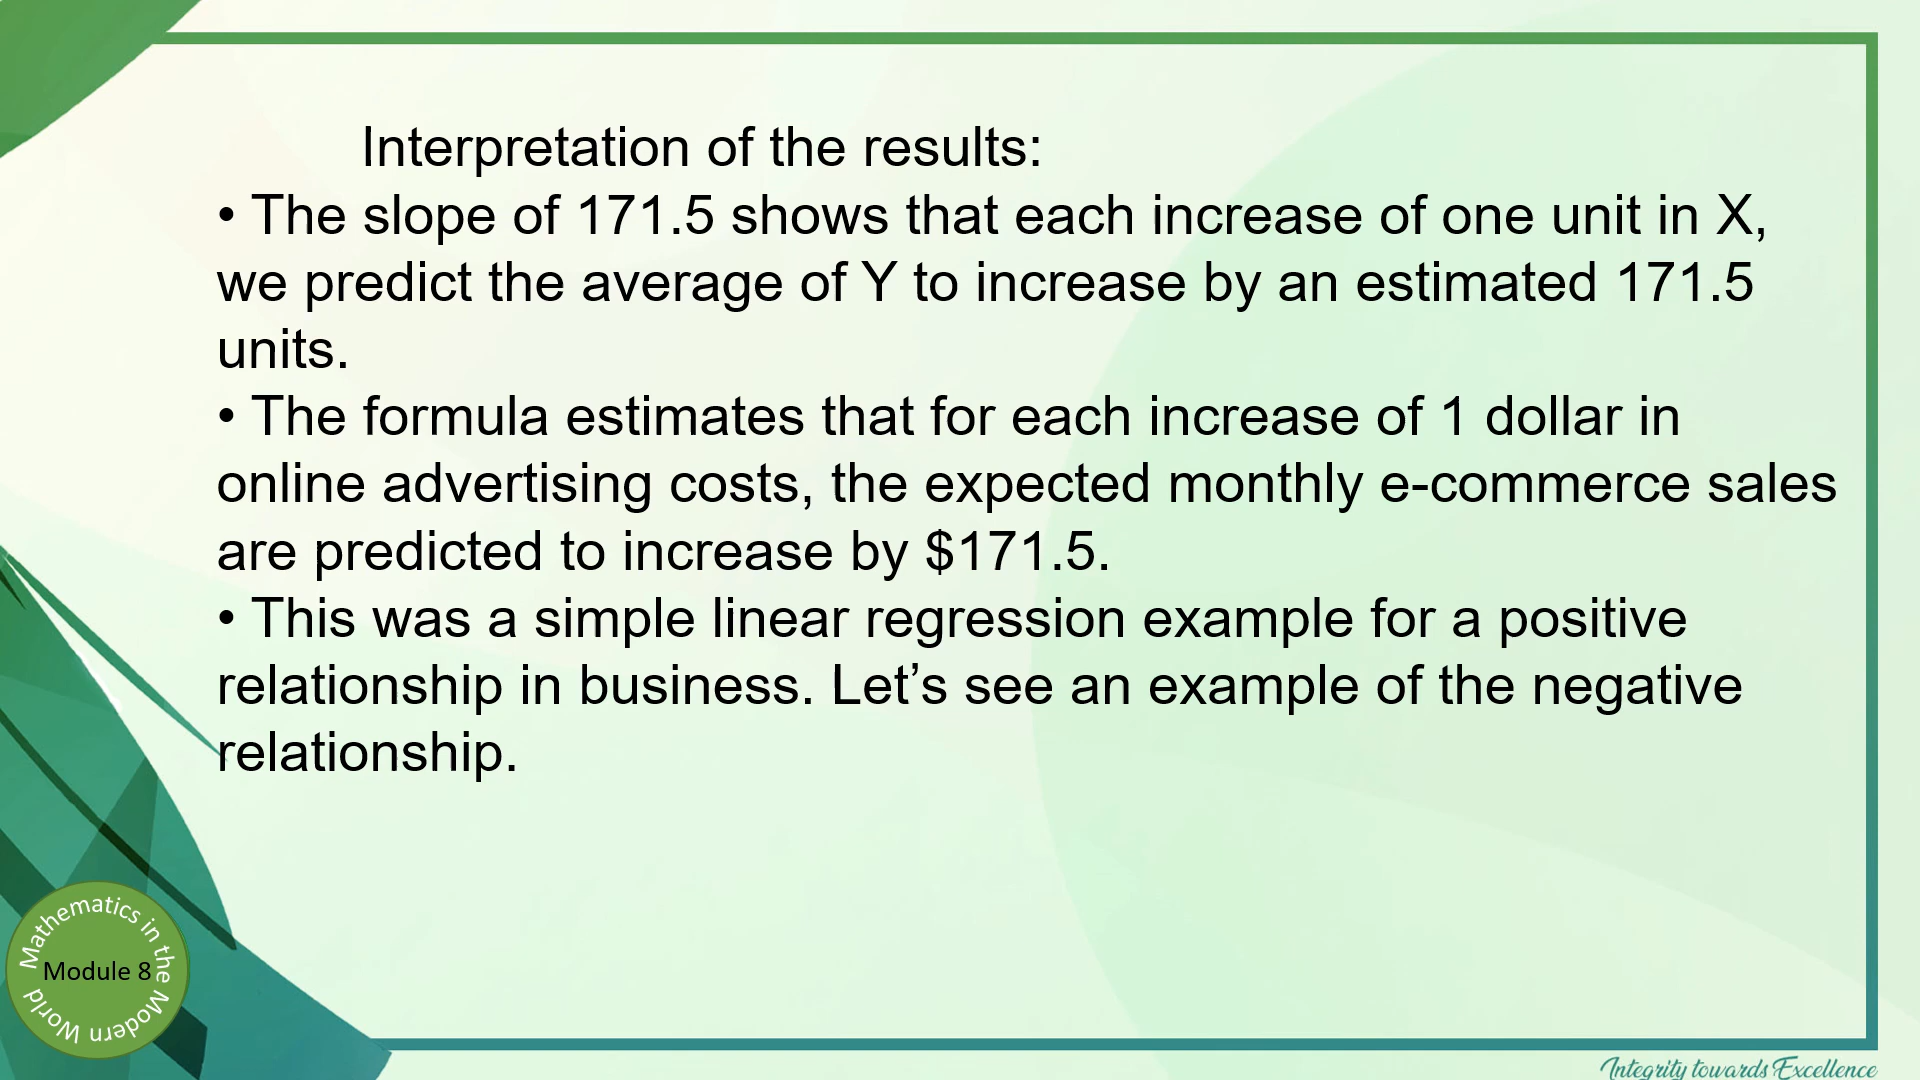 Interpretation of the results:
• The slope of 171.5 shows that each increase of one unit in X,
we predict the average of Y to increase by an estimated 171.5
units.
• The formula estimates that for each increase of 1 dollar in
online advertising costs, the expected monthly e-commerce sales
are predicted to increase by $171.5.
• This was a simple linear regression example for a positive
relationship in business. Let’s see an example of the negative
relationship.
Mathematics in the Modern World
Module 8
Integrity towards Excellence